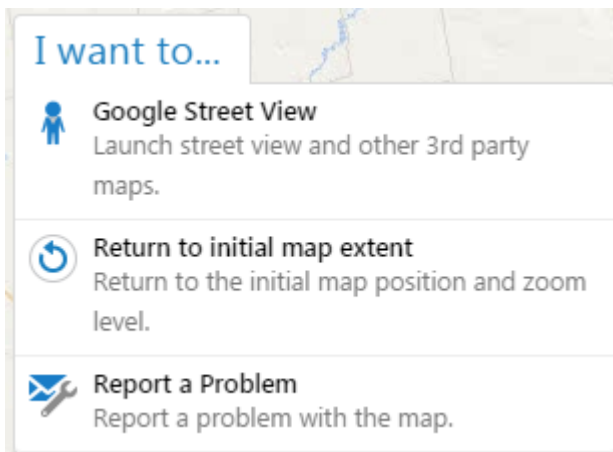 I want to...
Google Street View
Launch street view and other 3rd party
maps.
Return to initial map extent
Return to the initial map position and zoom
level.
Report a Problem
Report a problem with the map.